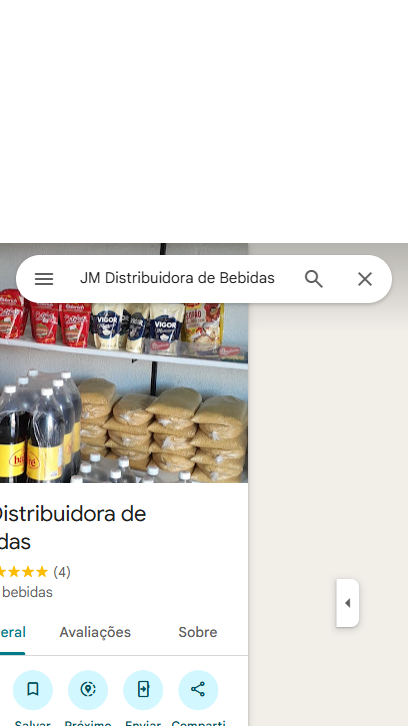 JM Distribuidora de Bebidas
VIGOR
VIGOR
Distribuidora de
das
(4)
bebidas
eral Avaliações Sobre
Salvar Próximo Enviar Comparti